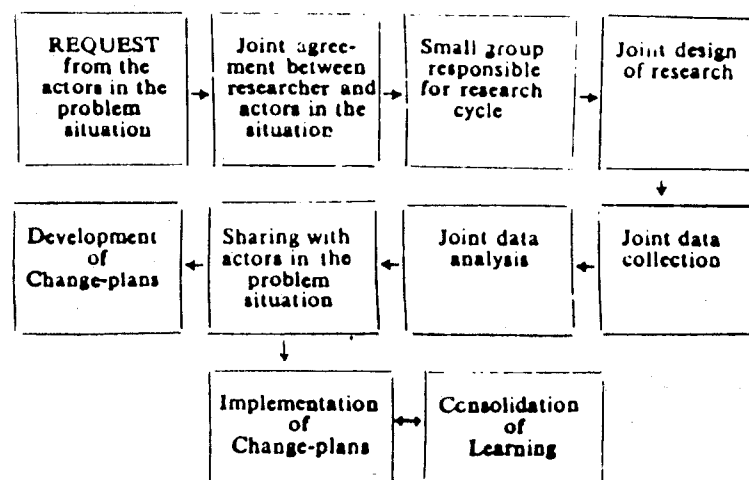 REQUEST
from the
actors in the
problem
situation
Joint agree-
ment between
researcher and
actors in the
situation
Small group
responsible
for research
cycle
Joint design
of research
Development
of
Change-plans
Sharing with
actors in the
problem
situation
Joint data
analysis
Joint data
collection
Implementation
of
Change-plans
Consolidation
of
Learning